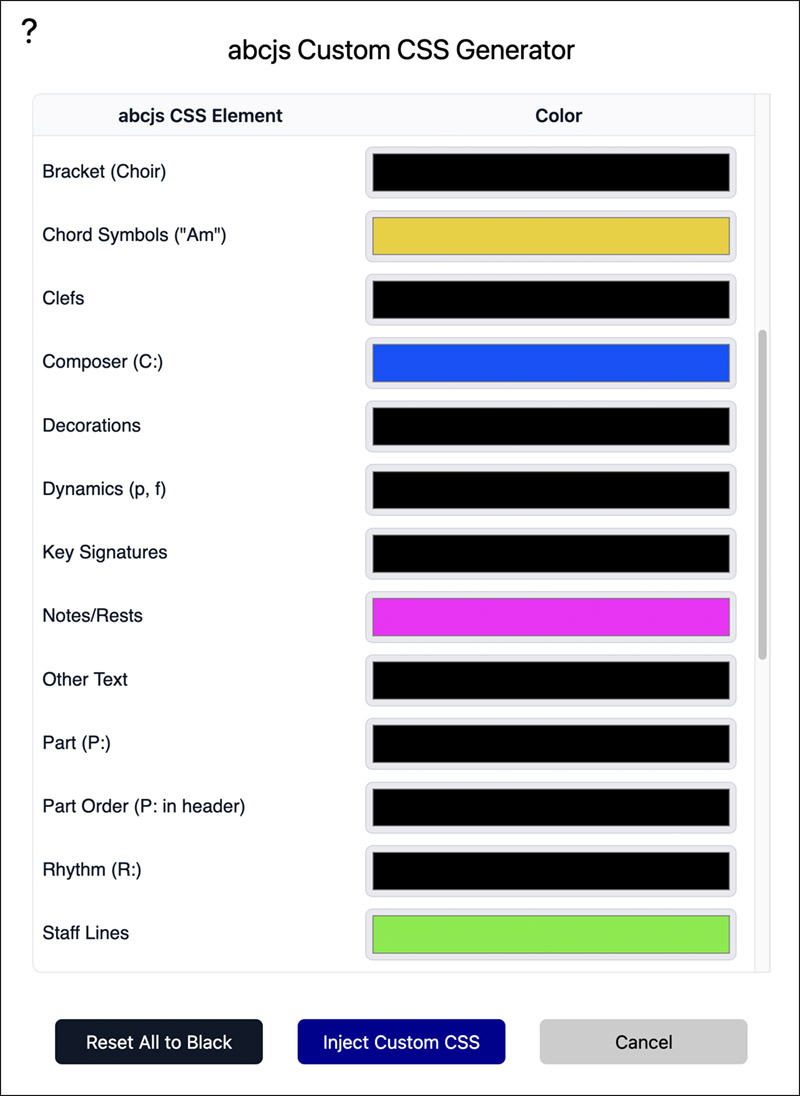 ?
abcjs Custom CSS Generator
abcjs CSS Element Color
Bracket (Choir)
Chord Symbols ("Am")
Clefs
Composer (C:)
Decorations
Dynamics (p, f)
Key Signatures
Notes/Rests
Other Text
Part (P:)
Part Order (P: in header)
Rhythm (R:)
Staff Lines
Reset All to Black Inject Custom CSS Cancel